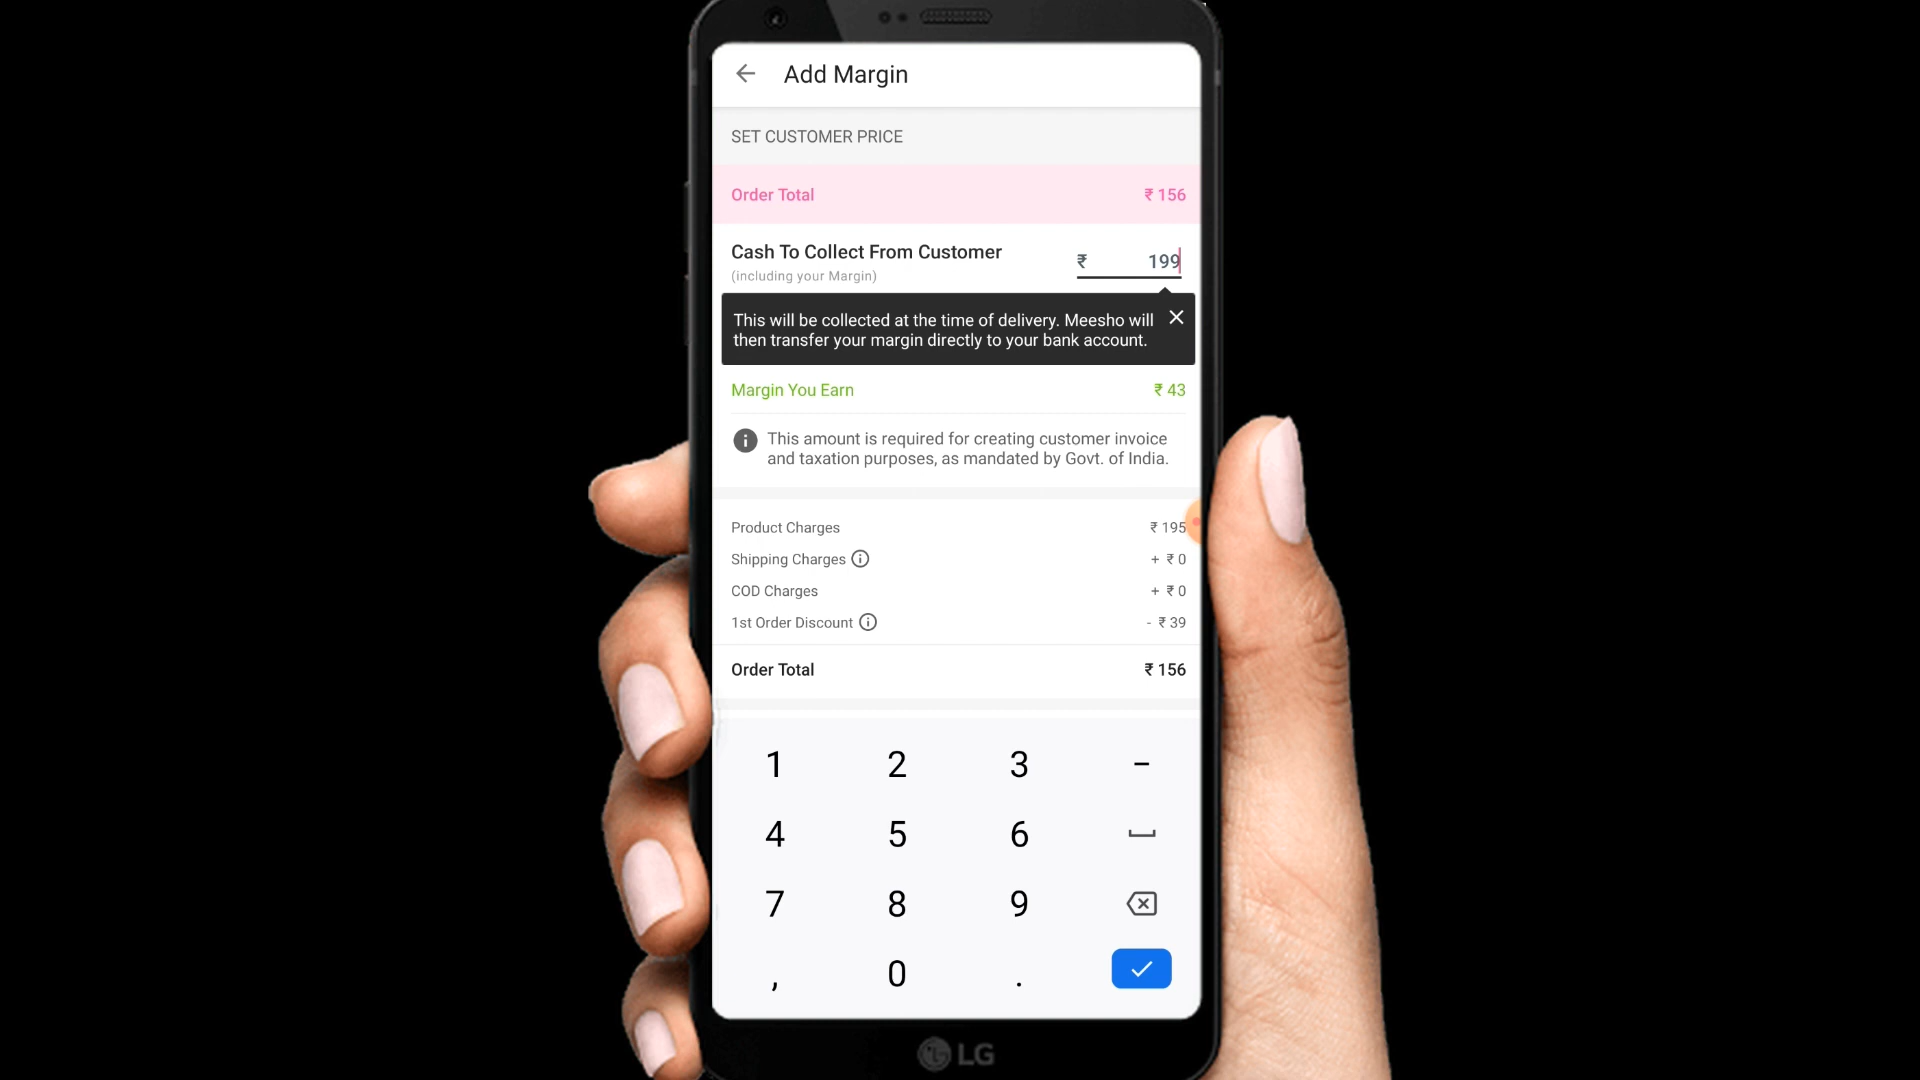 Add Margin
SET CUSTOMER PRICE
Order Total ₹ 156
Cash To Collect From Customer ₹ 199
(including your Margin)
This will be collected at the time of delivery. Meesho will
then transfer your margin directly to your bank account.
Margin You Earn ₹ 43
This amount is required for creating customer invoice
and taxation purposes, as mandated by Govt. of India.
Product Charges ₹ 195
Shipping Charges + ₹ 0
COD Charges + ₹ 0
1st Order Discount - ₹ 39
Order Total ₹ 156
1 2 3 -
4 5 6
7 8 9
, 0 .
LG